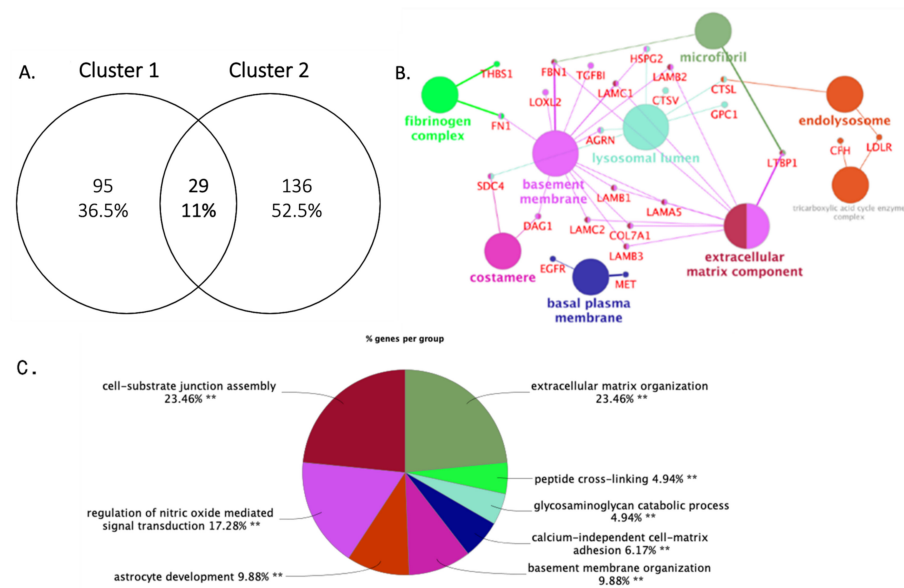 A.
Cluster 1
Cluster 2
95
36.5%
29
11%
136
52.5%
B.
microfibril
HSPG2
FBN1
TGFBI
LAMB2
THBS1
LAMC1
CTSL
LOXL2
CTSV
GPC1
fibrinogen
complex
FN1
endolysosome
AGRN
lysosomal lumen
CFH
LDLR
LTBP1
basement
membrane
SDC4
LAMB1
LAMA5
tricarboxylic acid cycle enzyme
complex
DAG1
LAMC2
COL7A1
LAMB3
extracellular
matrix component
costamere
EGFR
MET
basal plasma
membrane
% genes per group
C.
cell-substrate junction assembly
23.46% **
extracellular matrix organization
23.46% **
peptide cross-linking 4.94% **
glycosaminoglycan catabolic process
4.94% **
regulation of nitric oxide mediated
signal transduction 17.28% **
calcium-independent cell-matrix
adhesion 6.17% **
astrocyte development 9.88% **
basement membrane organization
9.88% **